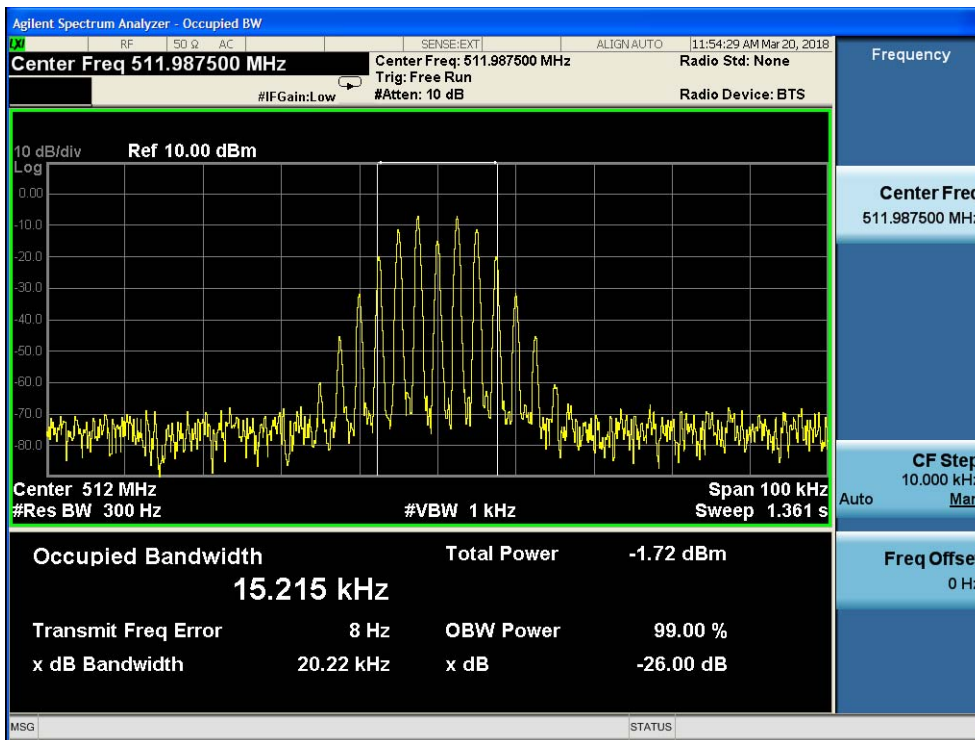 Agilent Spectrum Analyzer - Occupied BW
LXI RF 50 Ω AC SENSE:EXT ALIGN AUTO 11:54:29 AM Mar 20, 2018
Center Freq 511.987500 MHz Center Freq: 511.987500 MHz Radio Std: None
Trig: Free Run
#IFGain:Low #Atten: 10 dB Radio Device: BTS
10 dB/div Ref 10.00 dBm
Log
0.00
-10.0
-20.0
-30.0
-40.0
-50.0
-60.0
-70.0
-80.0
Center 512 MHz Span 100 kHz
#Res BW 300 Hz #VBW 1 kHz Sweep 1.361 s
Occupied Bandwidth Total Power -1.72 dBm
15.215 kHz
Transmit Freq Error 8 Hz OBW Power 99.00 %
x dB Bandwidth 20.22 kHz x dB -26.00 dB
MSG STATUS
Frequency
Center Freq
511.987500 MHz
CF Step
10.000 kHz
Auto Man
Freq Offse
0 Hz